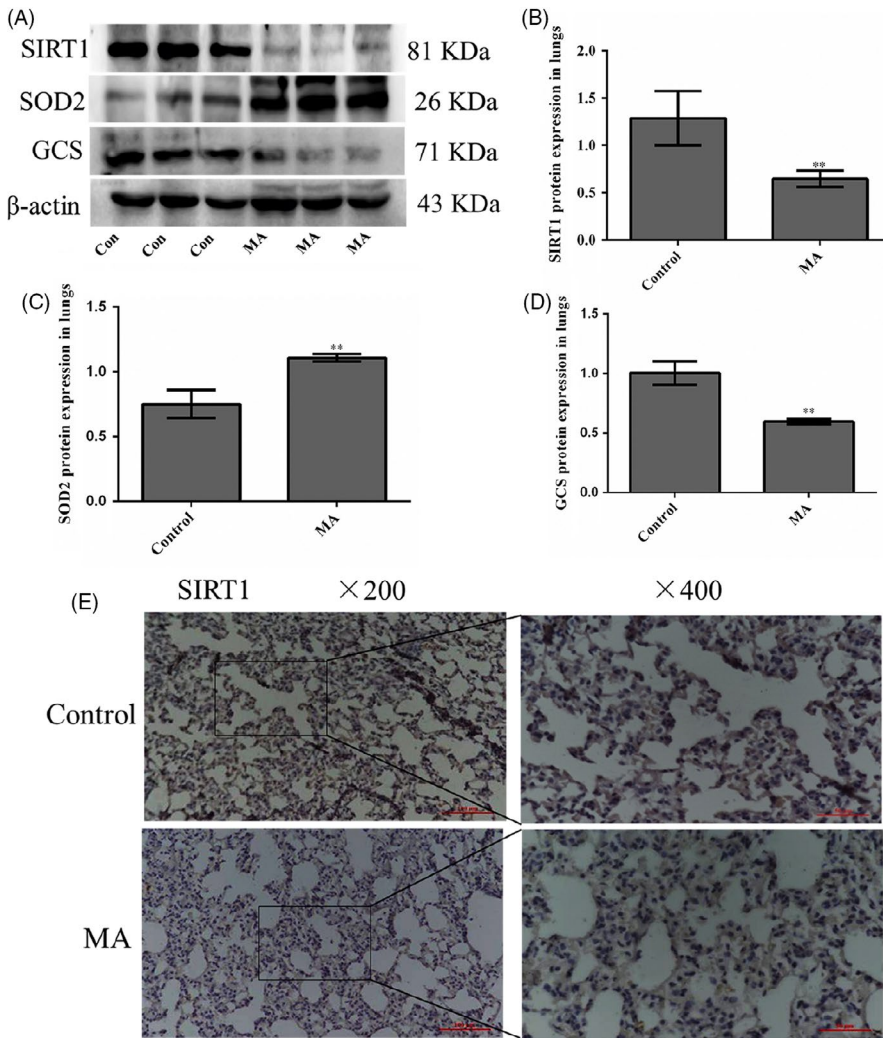 (A)
SIRT1 81 KDa
SOD2 26 KDa
GCS 71 KDa
β-actin 43 KDa
Con Con Con MA MA MA
(B)
SIRT1 protein expression in lungs
2.0
1.5
1.0
0.5
0.0
**
Control MA
(C)
SOD2 protein expression in lungs
1.5
1.0
0.5
0.0
**
Control MA
(D)
GCS protein expression in lungs
1.5
1.0
0.5
0.0
**
Control MA
(E)
SIRT1 ×200 ×400
Control
MA